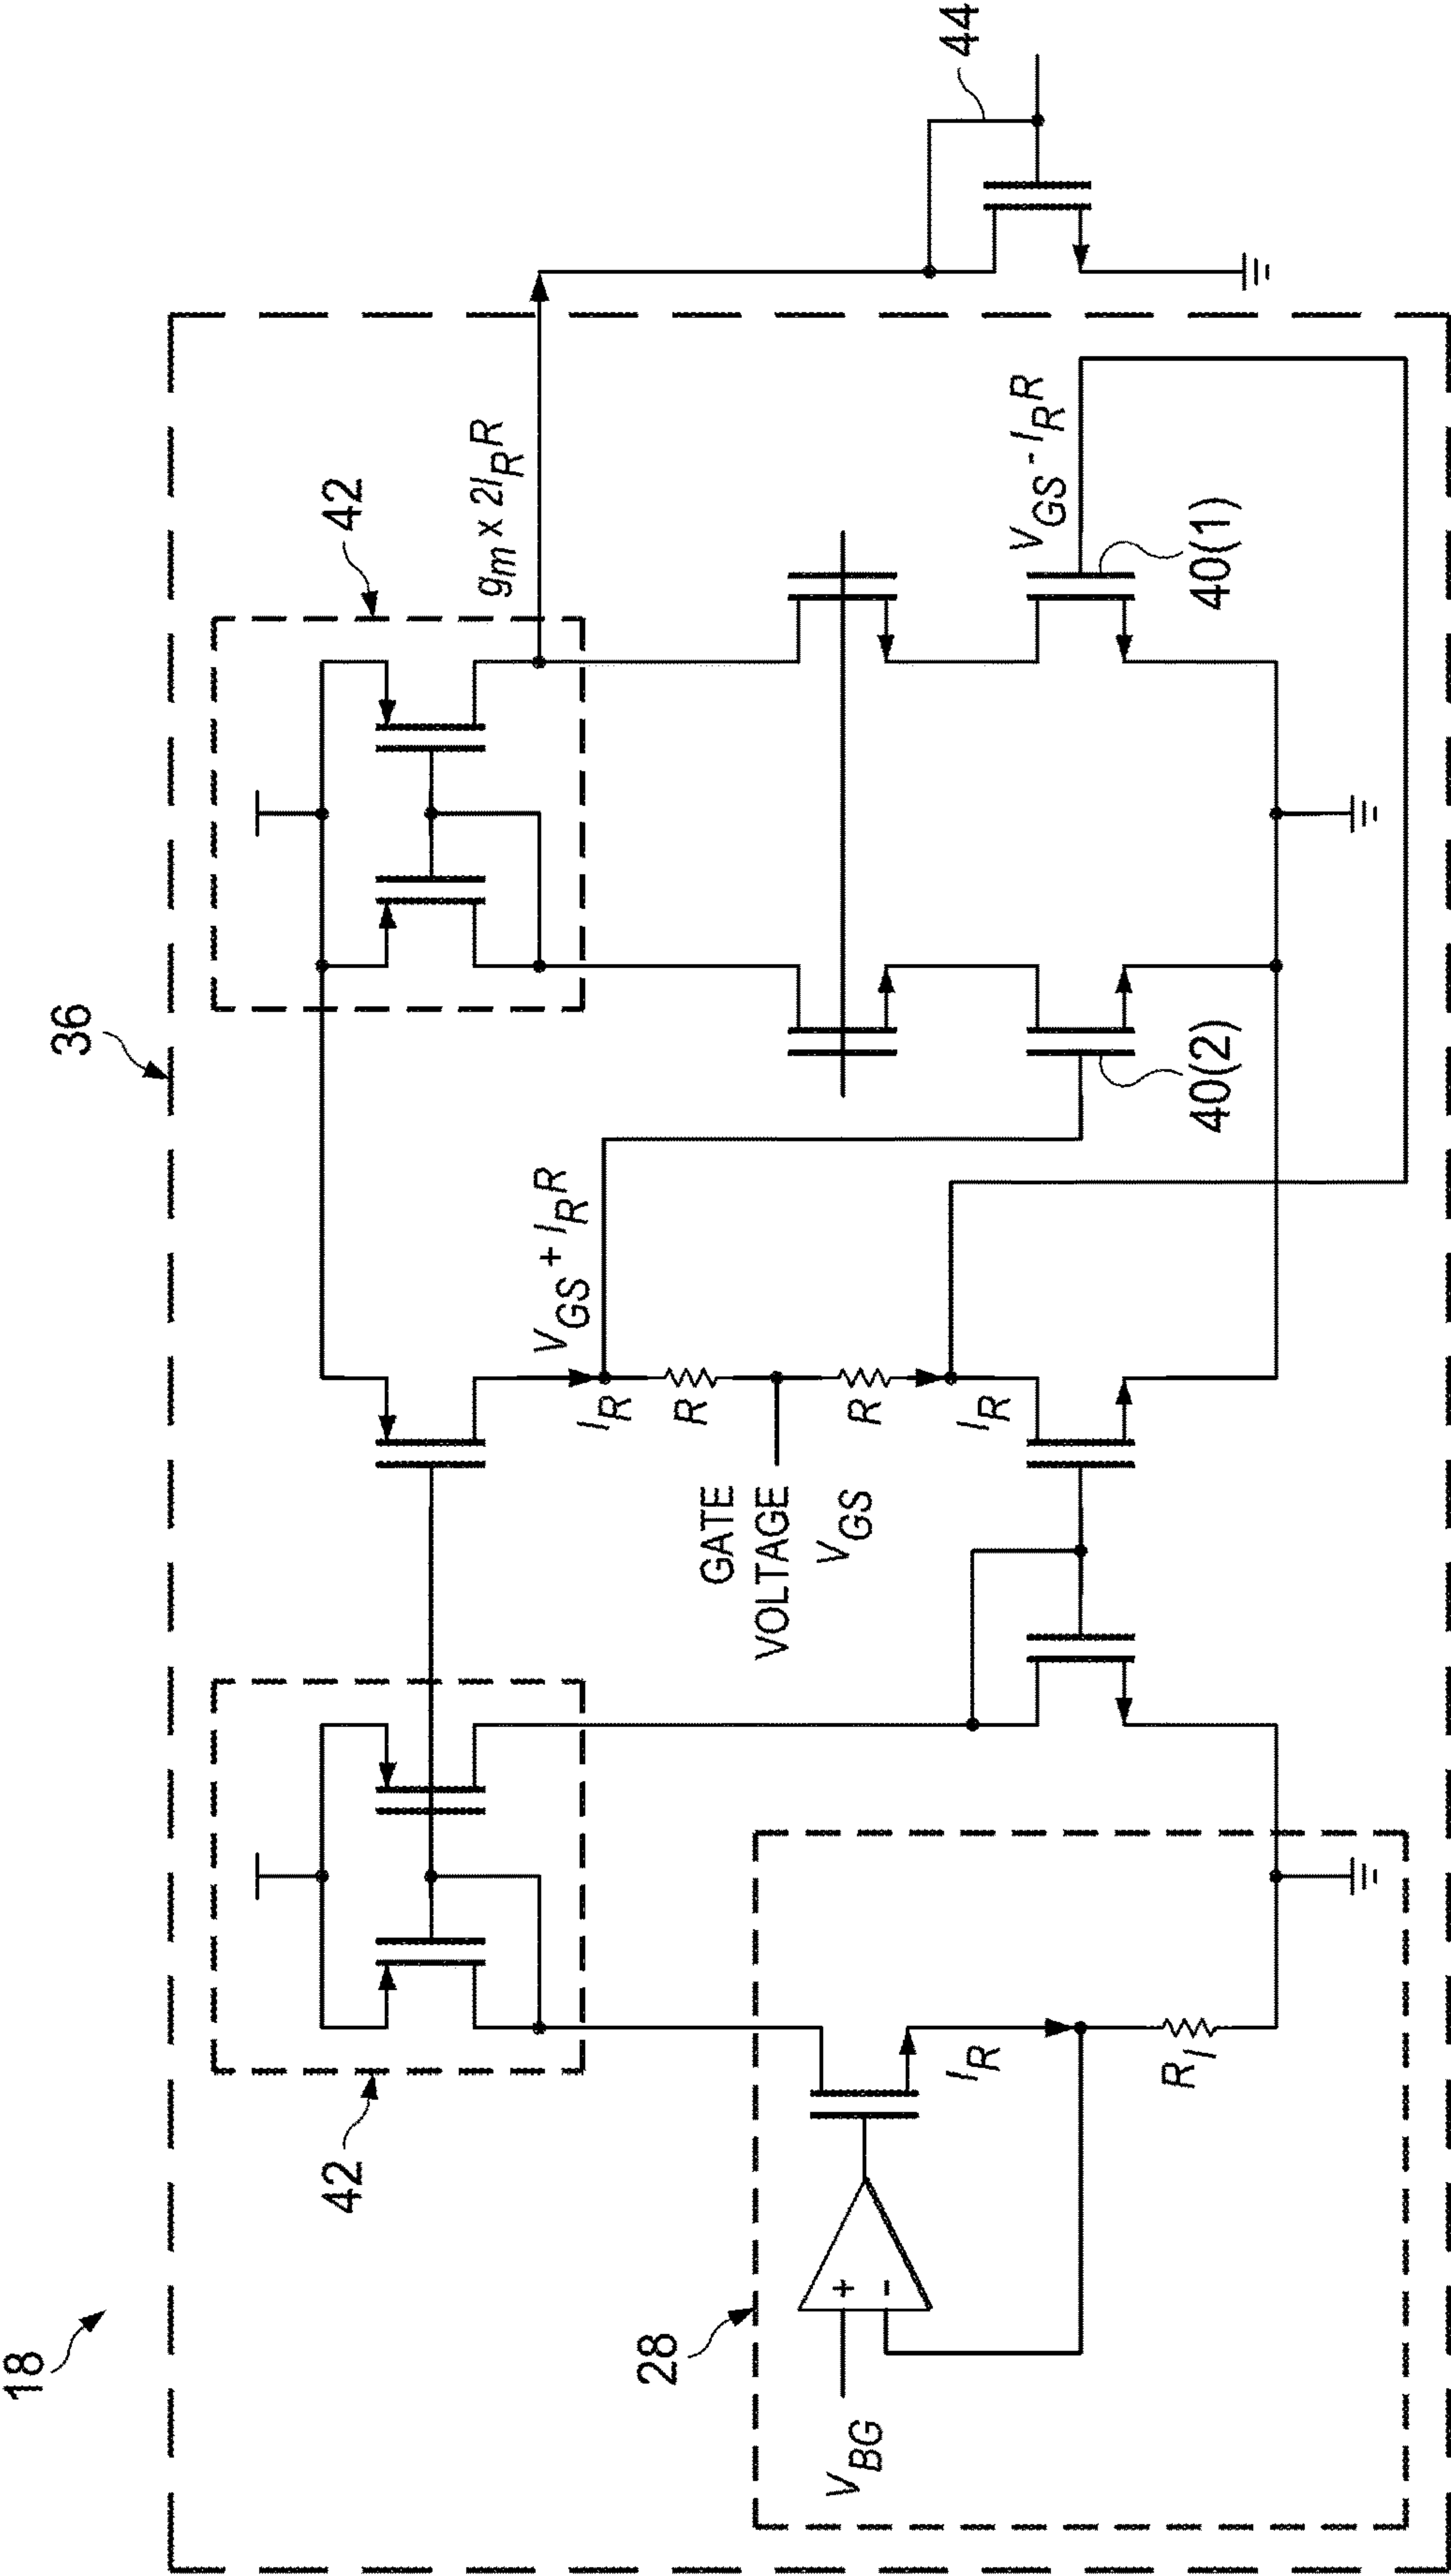 18
36
42
42
g_m x 2I_R R
44
V_GS + I_R R
V_GS - I_R R
I_R
R
GATE
VOLTAGE
V_GS
R
I_R
40(2)
40(1)
28
V_BG
+
-
I_R
R_I